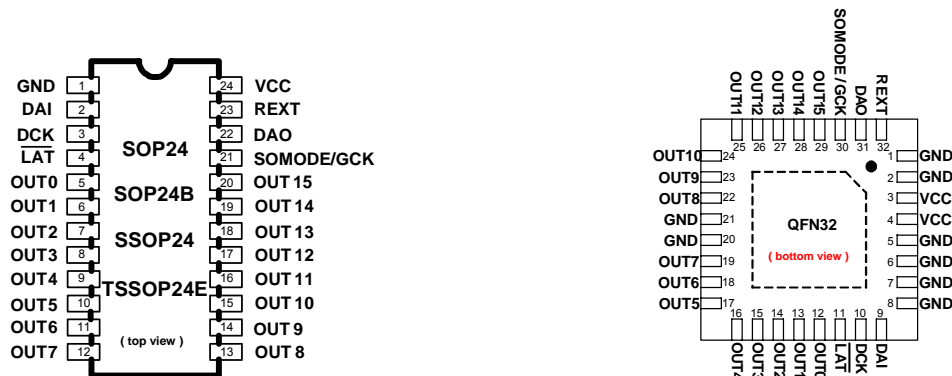 GND 1 24 VCC
DAI 2 23 REXT
DCK 3 22 DAO
LAT 4 21 SOMODE/GCK
OUT0 5 20 OUT 15
OUT1 6 19 OUT 14
OUT2 7 18 OUT 13
OUT3 8 17 OUT 12
OUT4 9 16 OUT 11
OUT5 10 15 OUT 10
OUT6 11 14 OUT 9
OUT7 12 13 OUT 8
SOP24
SOP24B
SSOP24
TSSOP24E
( top view )
OUT11 OUT12 OUT13 OUT14 OUT15 SOMODE / GCK DAO REXT
25 26 27 28 29 30 31 32
OUT10 24 1 GND
OUT9 23 2 GND
OUT8 22 3 VCC
GND 21 4 VCC
GND 20 5 GND
OUT7 19 6 GND
OUT6 18 7 GND
OUT5 17 8 GND
QFN32
( bottom view )
16 15 14 13 12 11 10 9
OUT4 OUT3 OUT2 OUT1 OUT0 LAT DCK DAI